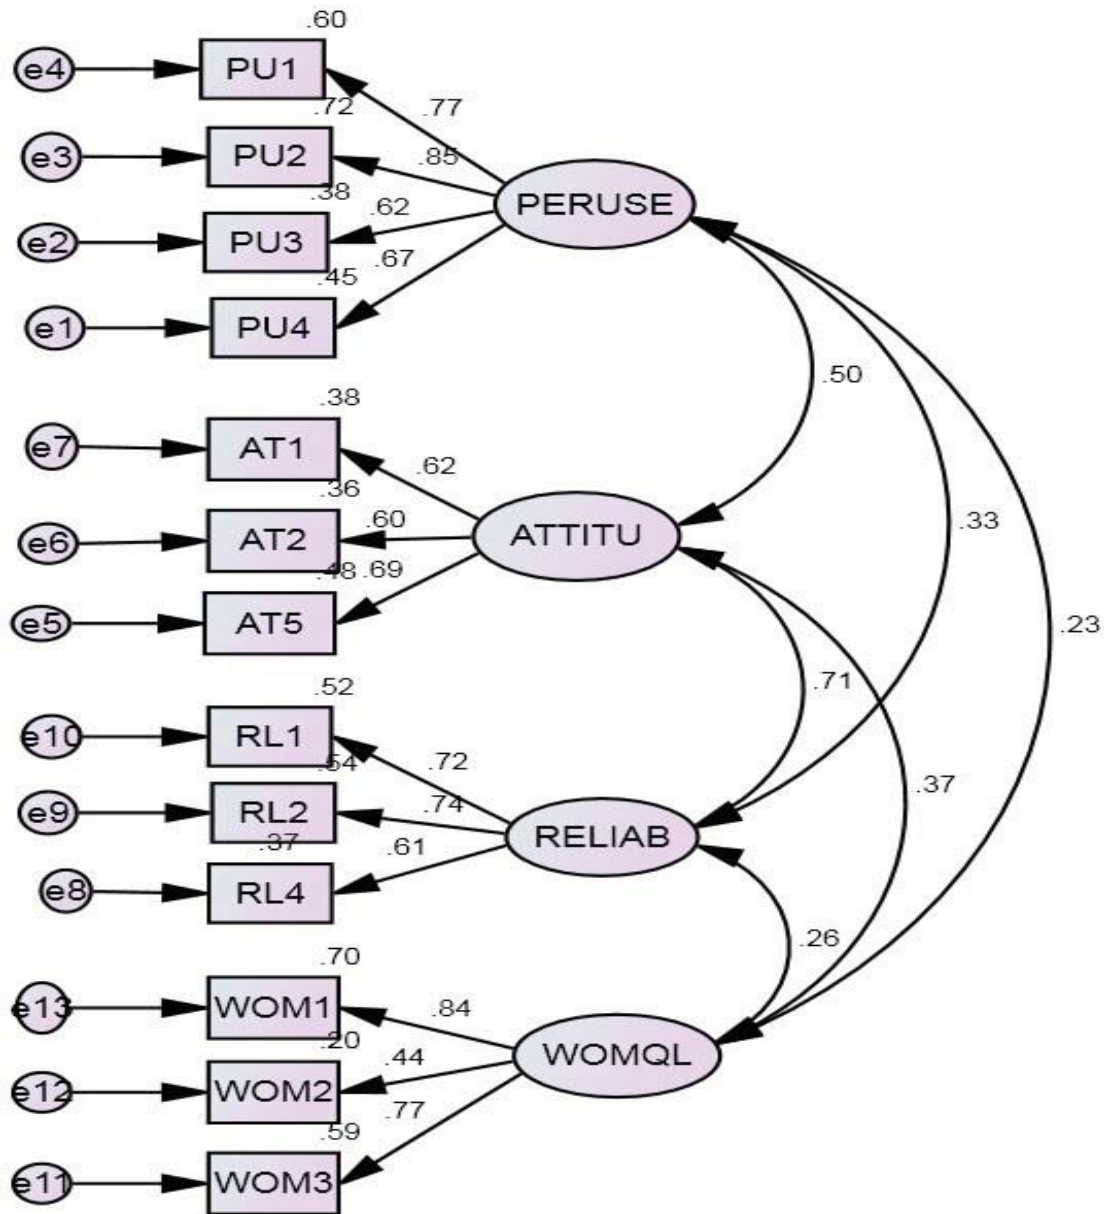 .60
e4 PU1
.72 .77
e3 PU2 .85
.38 .62 PERUSE
e2 PU3
.45 .67
e1 PU4
.50
.38
e7 AT1 .62
.36 .33
e6 AT2 .60 ATTITU
.48 .69
e5 AT5 .23
.52 .71
e10 RL1 .72
.54
e9 RL2 .74 .37
.37 .61 RELIAB
e8 RL4
.70 .26
e13 WOM1 .84
.20 .44 WOMQL
e12 WOM2 .77
.59
e11 WOM3